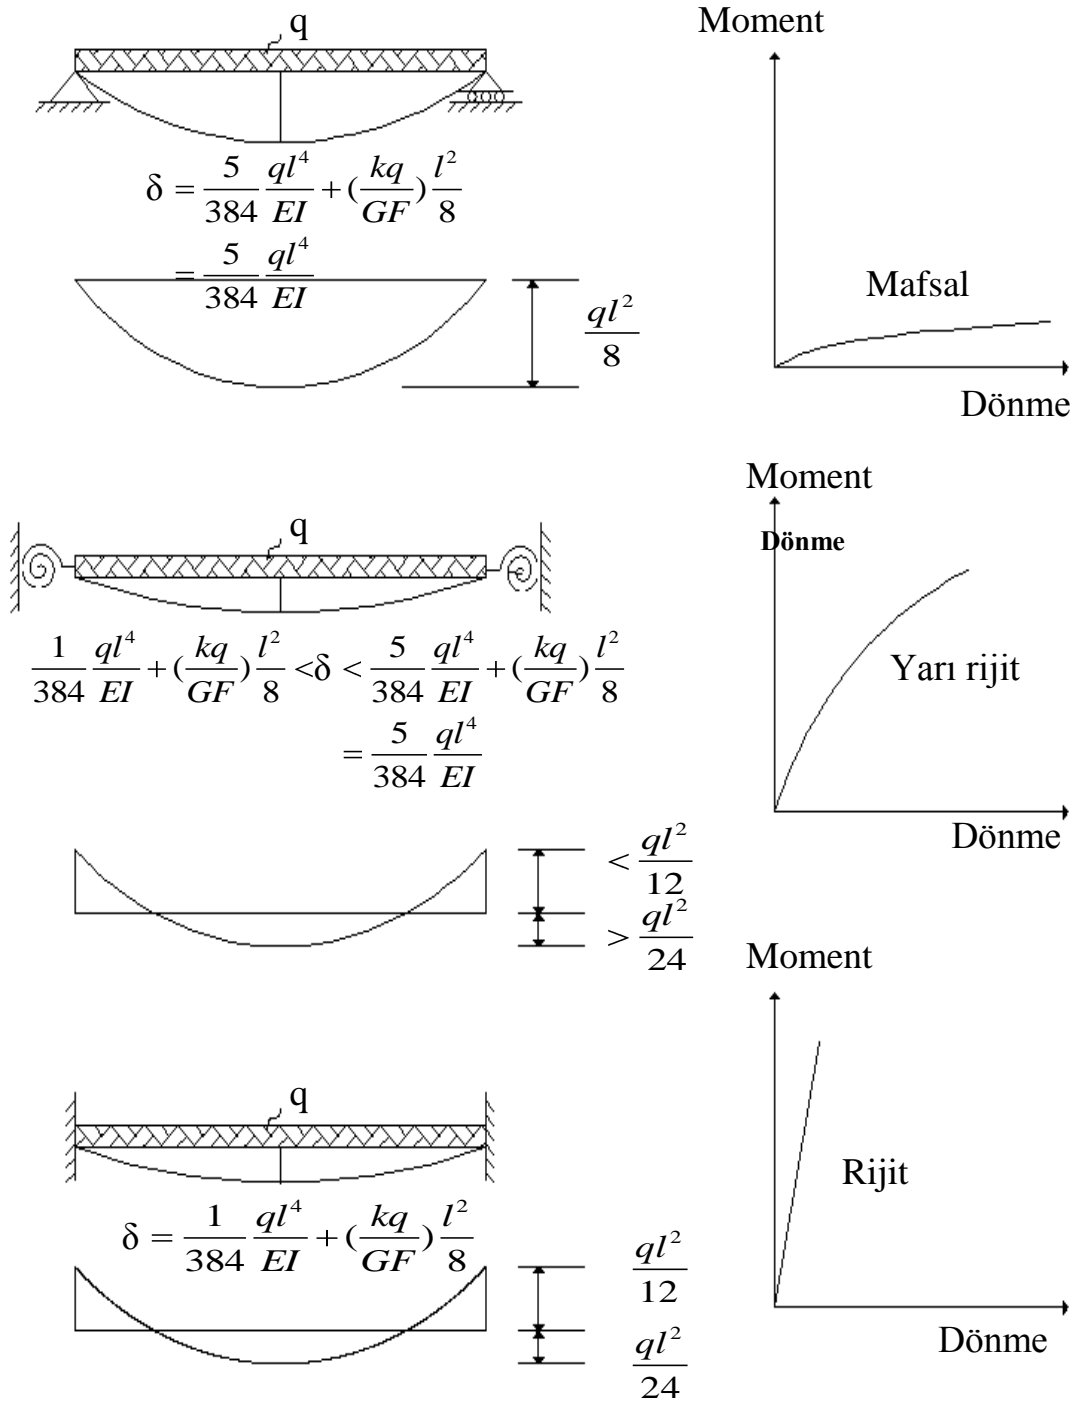 q
Moment
δ = 5/384 ql⁴/EI + (kq/GF) l²/8
= 5/384 ql⁴/EI
ql²/8
Mafsal
Dönme
Moment
Dönme
q
1/384 ql⁴/EI + (kq/GF) l²/8 < δ < 5/384 ql⁴/EI + (kq/GF) l²/8
= 5/384 ql⁴/EI
Yarı rijit
Dönme
< ql²/12
> ql²/24
Moment
q
Rijit
δ = 1/384 ql⁴/EI + (kq/GF) l²/8
ql²/12
ql²/24
Dönme